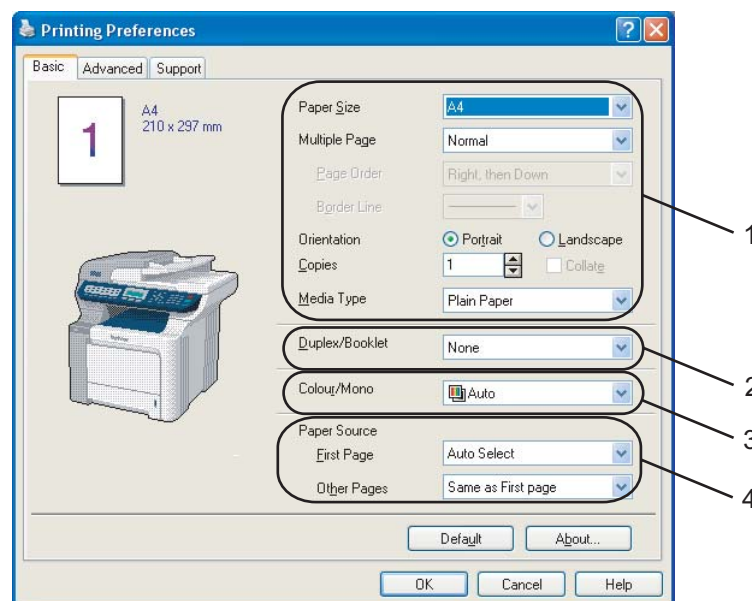 Printing Preferences
Basic Advanced Support
1
A4
210 x 297 mm
Paper Size A4
Multiple Page Normal
Page Order Right, then Down
Border Line
Orientation Portrait Landscape
Copies 1 Collate
Media Type Plain Paper
1
Duplex/Booklet None
2
Colour/Mono Auto
3
Paper Source
First Page Auto Select
Other Pages Same as First page
4
Default About...
OK Cancel Help